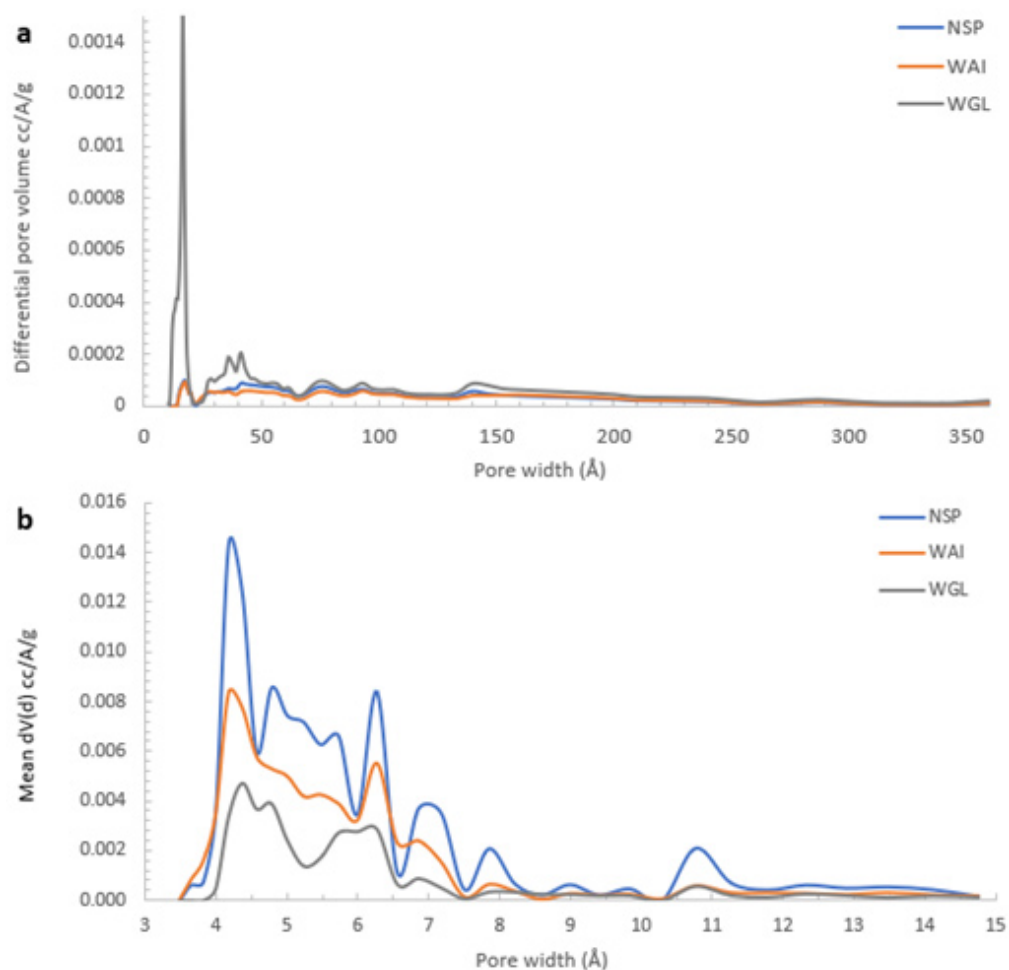 a
Differential pore volume cc/A/g
0.0014
0.0012
0.001
0.0008
0.0006
0.0004
0.0002
0
0 50 100 150 200 250 300 350
Pore width (Å)
NSP
WAI
WGL
b
Mean dV(d) cc/A/g
0.016
0.014
0.012
0.010
0.008
0.006
0.004
0.002
0.000
3 4 5 6 7 8 9 10 11 12 13 14 15
Pore width (Å)
NSP
WAI
WGL